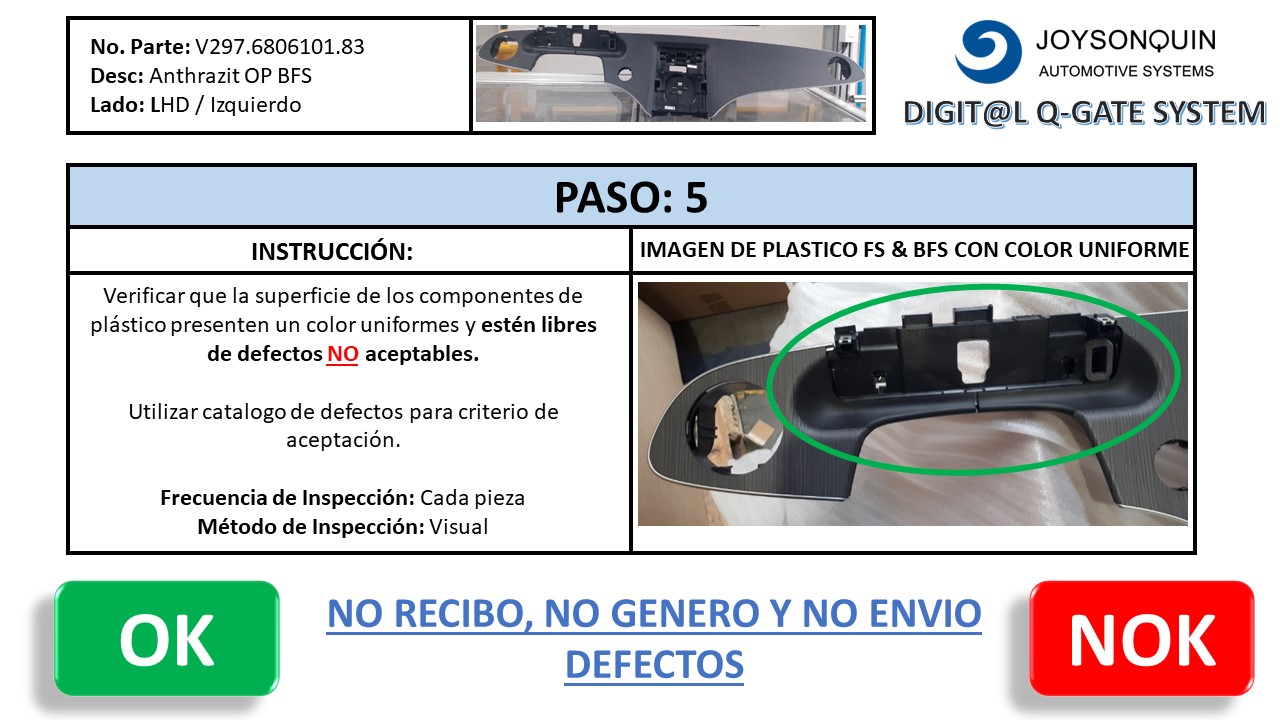 No. Parte: V297.6806101.83
Desc: Anthrazit OP BFS
Lado: LHD / Izquierdo
JOYSONQUIN
AUTOMOTIVE SYSTEMS
DIGIT@L Q-GATE SYSTEM
PASO: 5
INSTRUCCIÓN:
IMAGEN DE PLASTICO FS & BFS CON COLOR UNIFORME
Verificar que la superficie de los componentes de
plástico presenten un color uniformes y estén libres
de defectos NO aceptables.
Utilizar catalogo de defectos para criterio de
aceptación.
Frecuencia de Inspección: Cada pieza
Método de Inspección: Visual
OK
NO RECIBO, NO GENERO Y NO ENVIO
DEFECTOS
NOK